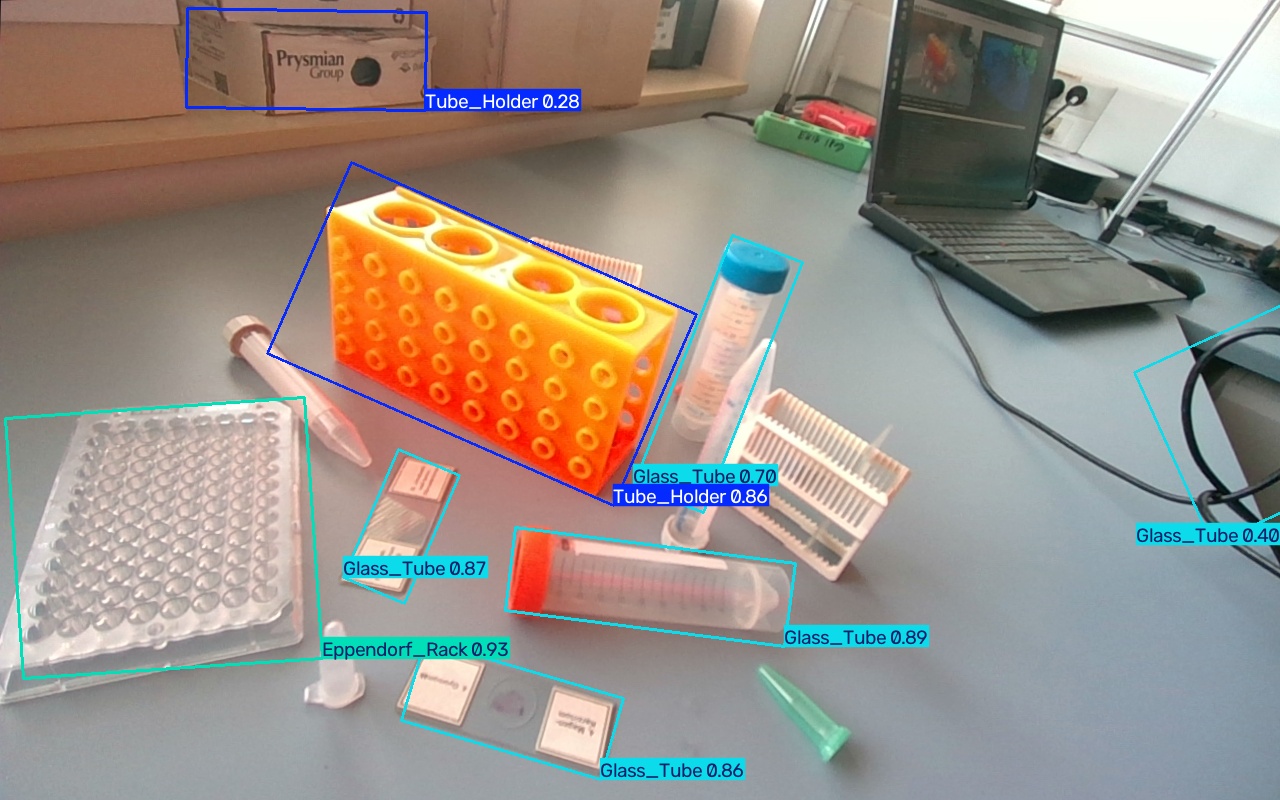 Prysmian
Group
Tube_Holder 0.28
Glass_Tube 0.70
Tube_Holder 0.86
Glass_Tube 0.40
Glass_Tube 0.87
Glass_Tube 0.89
Eppendorf_Rack 0.93
Glass_Tube 0.86